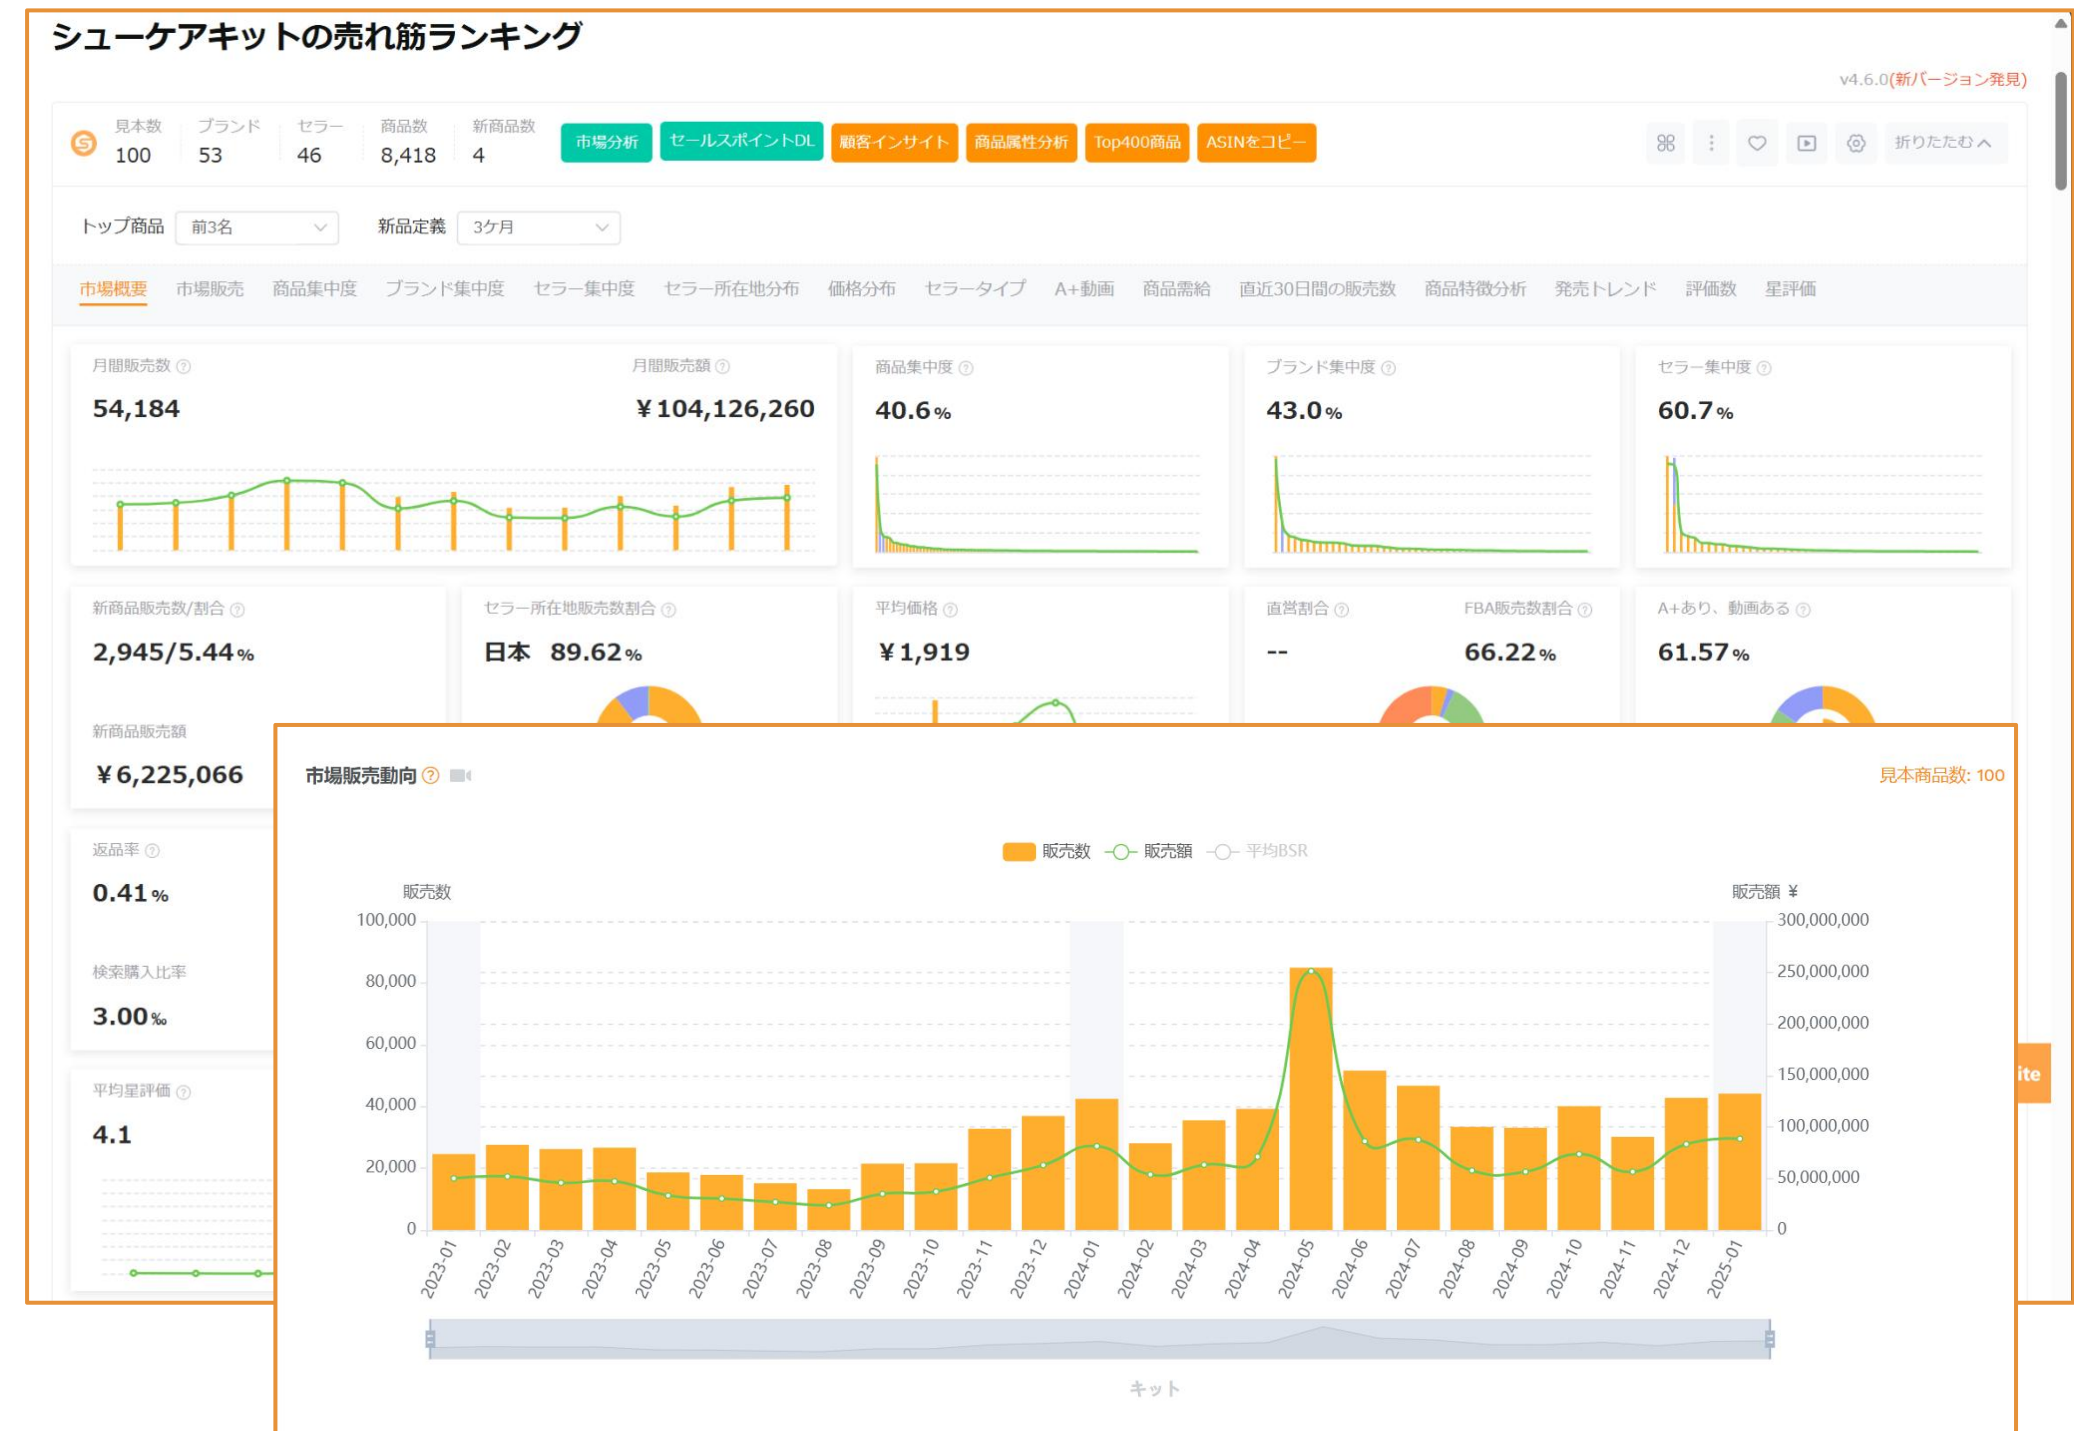 シューケアキットの売れ筋ランキング
v4.6.0(新バージョン発見)
見本数 ブランド セラー 商品数 新商品数
100 53 46 8,418 4
市場分析 セールスポイントDL 顧客インサイト 商品属性分析 Top400商品 ASINをコピー 折りたたむ
トップ商品 前3名 新品定義 3ケ月
市場概要 市場販売 商品集中度 ブランド集中度 セラー集中度 セラー所在地分布 価格分布 セラータイプ A+動画 商品需給 直近30日間の販売数 商品特徴分析 発売トレンド 評価数 星評価
月間販売数 月間販売額 商品集中度 ブランド集中度 セラー集中度
54,184 ¥104,126,260 40.6% 43.0% 60.7%
新商品販売数/割合 セラー所在地販売数割合 平均価格 直営割合 FBA販売数割合 A+あり、動画ある
2,945/5.44% 日本 89.62% ¥1,919 -- 66.22% 61.57%
新商品販売額
¥6,225,066
返品率
0.41%
検索購入比率
3.00‰
平均星評価
4.1
ite
市場販売動向 見本商品数: 100
販売数 販売額 平均BSR
販売数 販売額 ¥
100,000
80,000
60,000
40,000
20,000
0
300,000,000
250,000,000
200,000,000
150,000,000
100,000,000
50,000,000
0
2023-01 2023-02 2023-03 2023-04 2023-05 2023-06 2023-07 2023-08 2023-09 2023-10 2023-11 2023-12 2024-01 2024-02 2024-03 2024-04 2024-05 2024-06 2024-07 2024-08 2024-09 2024-10 2024-11 2024-12 2025-01
キット